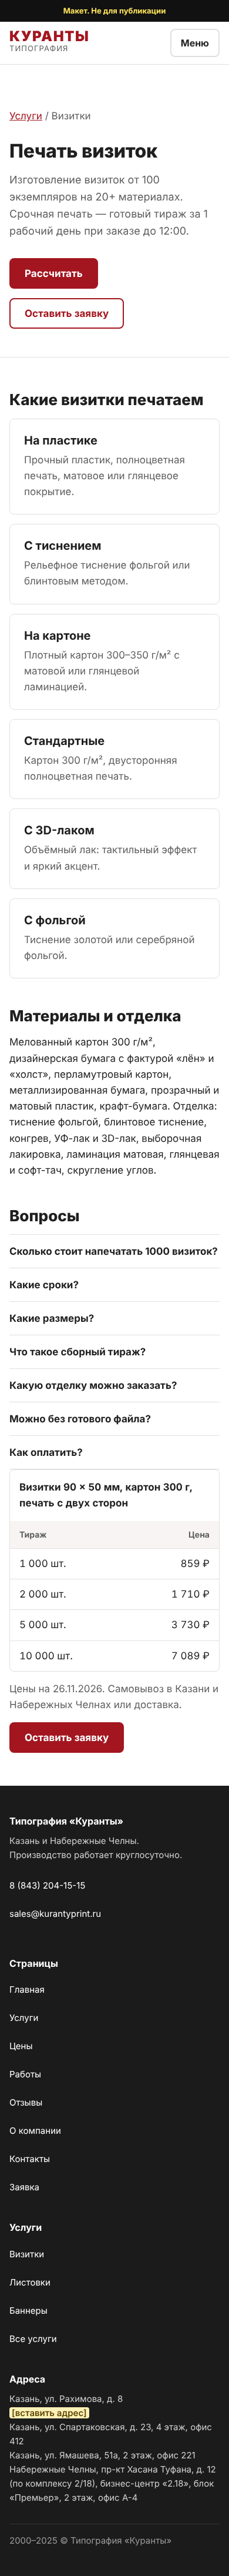 Макет. Не для публикации
КУРАНТЫ
ТИПОГРАФИЯ
Меню
Услуги / Визитки
Печать визиток
Изготовление визиток от 100
экземпляров на 20+ материалах.
Срочная печать — готовый тираж за 1
рабочий день при заказе до 12:00.
Рассчитать
Оставить заявку
Какие визитки печатаем
На пластике
Прочный пластик, полноцветная
печать, матовое или глянцевое
покрытие.
С тиснением
Рельефное тиснение фольгой или
блинтовым методом.
На картоне
Плотный картон 300–350 г/м² с
матовой или глянцевой
ламинацией.
Стандартные
Картон 300 г/м², двусторонняя
полноцветная печать.
С 3D-лаком
Объёмный лак: тактильный эффект
и яркий акцент.
С фольгой
Тиснение золотой или серебряной
фольгой.
Материалы и отделка
Мелованный картон 300 г/м²,
дизайнерская бумага с фактурой «лён» и
«холст», перламутровый картон,
металлизированная бумага, прозрачный и
матовый пластик, крафт-бумага. Отделка:
тиснение фольгой, блинтовое тиснение,
конгрев, УФ-лак и 3D-лак, выборочная
лакировка, ламинация матовая, глянцевая
и софт-тач, скругление углов.
Вопросы
Сколько стоит напечатать 1000 визиток?
Какие сроки?
Какие размеры?
Что такое сборный тираж?
Какую отделку можно заказать?
Можно без готового файла?
Как оплатить?
Визитки 90 × 50 мм, картон 300 г,
печать с двух сторон
Тираж Цена
1 000 шт. 859 ₽
2 000 шт. 1 710 ₽
5 000 шт. 3 730 ₽
10 000 шт. 7 089 ₽
Цены на 26.11.2026. Самовывоз в Казани и
Набережных Челнах или доставка.
Оставить заявку
Типография «Куранты»
Казань и Набережные Челны.
Производство работает круглосуточно.
8 (843) 204-15-15
sales@kurantyprint.ru
Страницы
Главная
Услуги
Цены
Работы
Отзывы
О компании
Контакты
Заявка
Услуги
Визитки
Листовки
Баннеры
Все услуги
Адреса
Казань, ул. Рахимова, д. 8
[вставить адрес]
Казань, ул. Спартаковская, д. 23, 4 этаж, офис
412
Казань, ул. Ямашева, 51а, 2 этаж, офис 221
Набережные Челны, пр-кт Хасана Туфана, д. 12
(по комплексу 2/18), бизнес-центр «2.18», блок
«Премьер», 2 этаж, офис А-4
2000–2025 © Типография «Куранты»